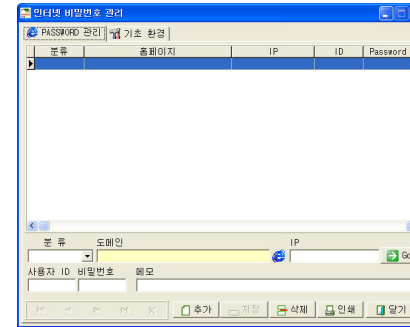 인터넷 비밀번호 관리
PASSWORD 관리 기초 환경
분류 홈페이지 IP ID Password
분 류 도메인 IP
Go
사용자 ID 비밀번호 메모
추가 저장 삭제 인쇄 닫기